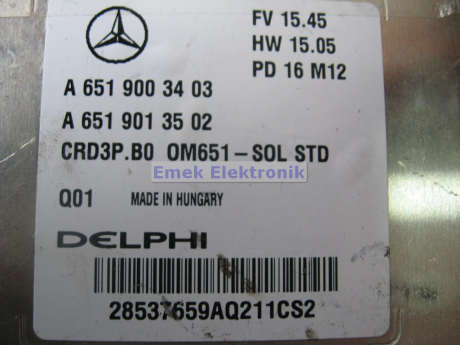 FV 15.45
HW 15.05
PD 16 M12
A 651 900 34 03
A 651 901 35 02
CRD3P.B0 OM651-SOL STD
Emek Elektronik
Q01 MADE IN HUNGARY
DELPHI
28537659AQ211CS2